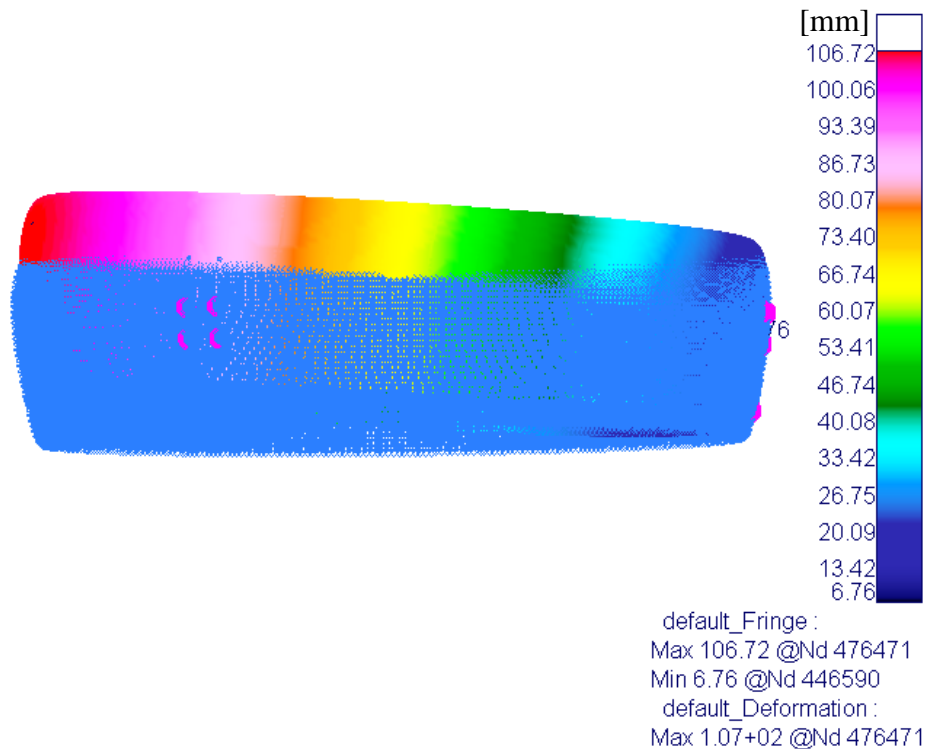 [mm]
106.72
100.06
93.39
86.73
80.07
73.40
66.74
60.07
53.41
46.74
40.08
33.42
26.75
20.09
13.42
6.76
76
default_Fringe :
Max 106.72 @Nd 476471
Min 6.76 @Nd 446590
default_Deformation :
Max 1.07+02 @Nd 476471